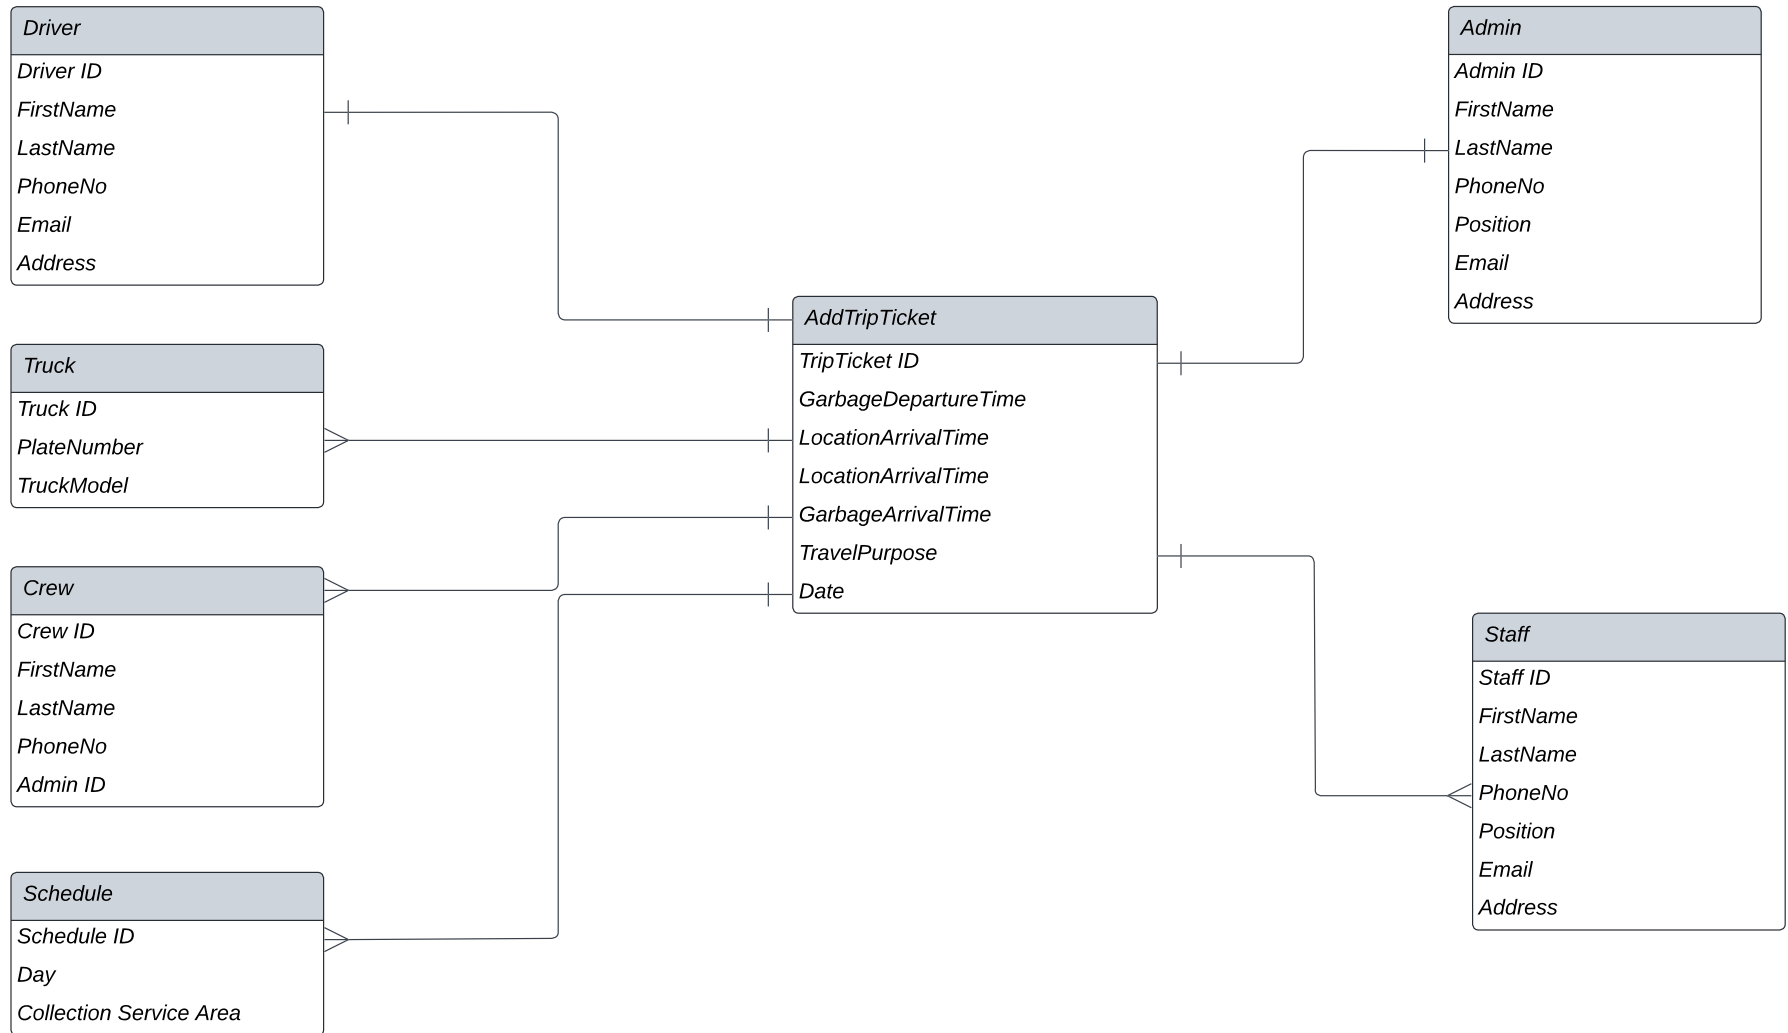 Driver
Driver ID
FirstName
LastName
PhoneNo
Email
Address
Truck
Truck ID
PlateNumber
TruckModel
Crew
Crew ID
FirstName
LastName
PhoneNo
Admin ID
Schedule
Schedule ID
Day
Collection Service Area
AddTripTicket
TripTicket ID
GarbageDepartureTime
LocationArrivalTime
LocationArrivalTime
GarbageArrivalTime
TravelPurpose
Date
Admin
Admin ID
FirstName
LastName
PhoneNo
Position
Email
Address
Staff
Staff ID
FirstName
LastName
PhoneNo
Position
Email
Address